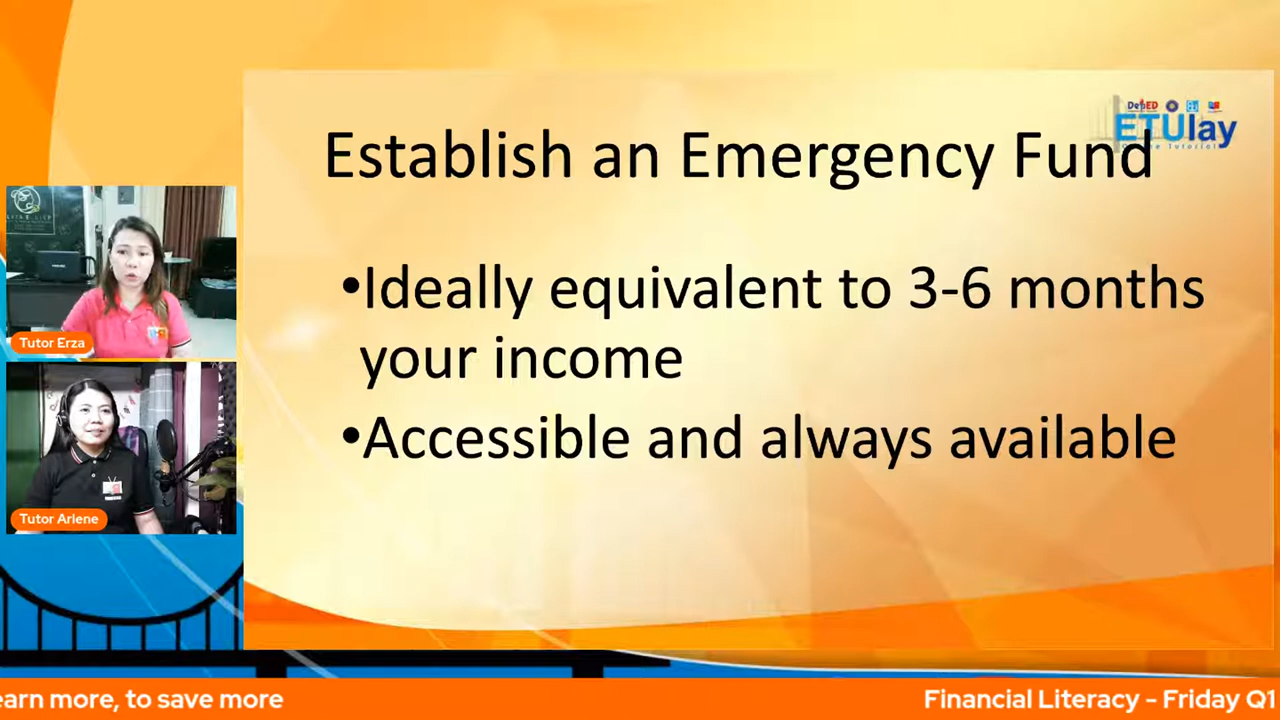 DepED
ETUlay
Establish an Emergency Fund
•Ideally equivalent to 3-6 months
your income
•Accessible and always available
Tutor Erza
Tutor Arlene
earn more, to save more
Financial Literacy - Friday Q1